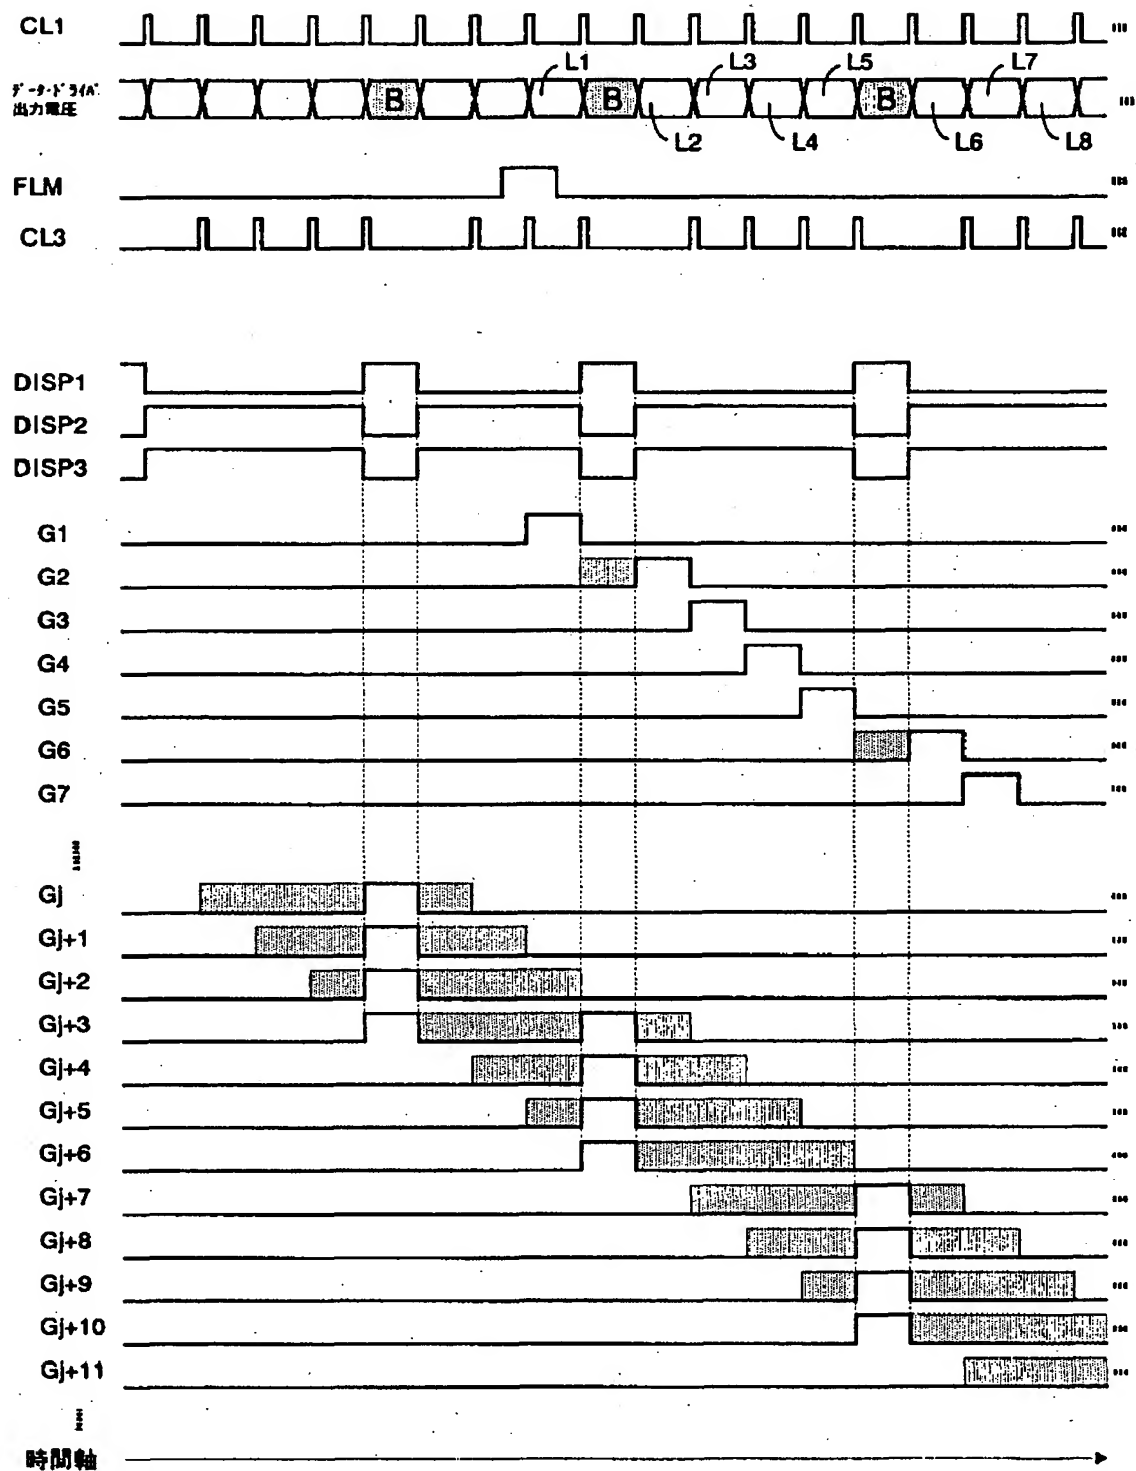 CL1
L1 L3 L5 L7
データ・ドライバ
出力電圧
B B B
L2 L4 L6 L8
FLM
CL3
DISP1
DISP2
DISP3
G1
G2
G3
G4
G5
G6
G7
Gj
Gj+1
Gj+2
Gj+3
Gj+4
Gj+5
Gj+6
Gj+7
Gj+8
Gj+9
Gj+10
Gj+11
時間軸